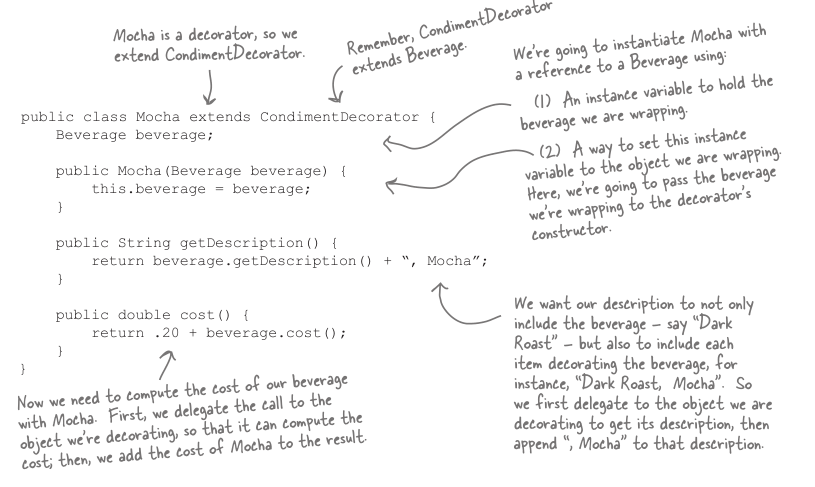 Mocha is a decorator, so we
extend CondimentDecorator.
Remember, CondimentDecorator
extends Beverage.
We're going to instantiate Mocha with
a reference to a Beverage using:
(1) An instance variable to hold the
beverage we are wrapping.
(2) A way to set this instance
variable to the object we are wrapping.
Here, we're going to pass the beverage
we're wrapping to the decorator's
constructor.
public class Mocha extends CondimentDecorator {
    Beverage beverage;
    public Mocha(Beverage beverage) {
        this.beverage = beverage;
    }
    public String getDescription() {
        return beverage.getDescription() + “, Mocha”;
    }
    public double cost() {
        return .20 + beverage.cost();
    }
}
We want our description to not only
include the beverage – say “Dark
Roast” – but also to include each
item decorating the beverage, for
instance, “Dark Roast, Mocha”. So
we first delegate to the object we are
decorating to get its description, then
append “, Mocha” to that description.
Now we need to compute the cost of our beverage
with Mocha. First, we delegate the call to the
object we're decorating, so that it can compute the
cost; then, we add the cost of Mocha to the result.